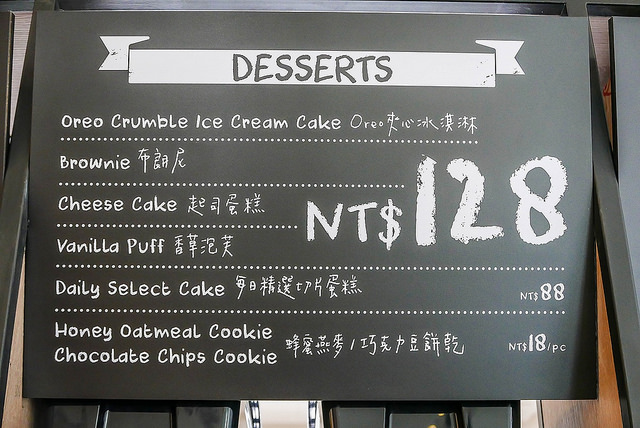 DESSERTS
Oreo Crumble Ice Cream Cake Oreo夾心冰淇淋
Brownie 布朗尼
Cheese Cake 起司蛋糕
NT$128
Vanilla Puff 香草泡芙
Daily Select Cake 每日精選切片蛋糕 NT$88
Honey Oatmeal Cookie
Chocolate Chips Cookie 蜂蜜燕麥/巧克力豆餅乾 NT$18/PC